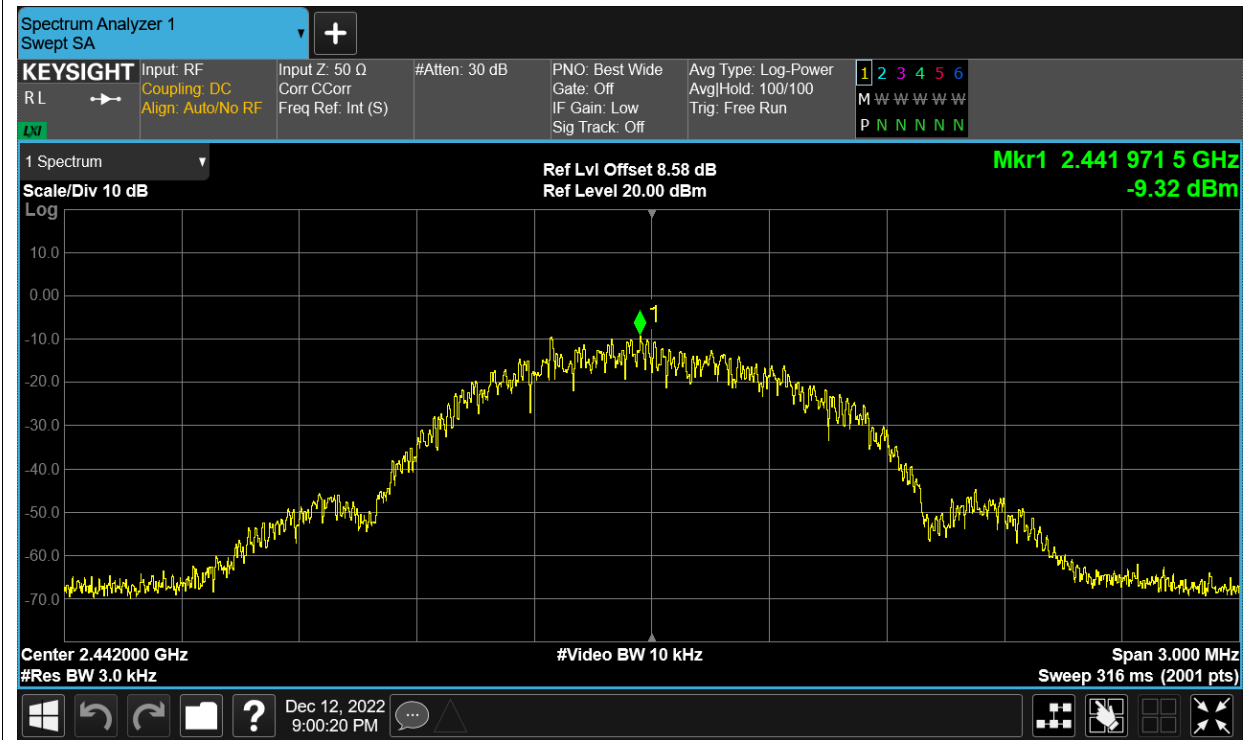 Spectrum Analyzer 1
Swept SA
KEYSIGHT
R L
LXI
Input: RF
Coupling: DC
Align: Auto/No RF
Input Z: 50 Ω
Corr CCorr
Freq Ref: Int (S)
#Atten: 30 dB
PNO: Best Wide
Gate: Off
IF Gain: Low
Sig Track: Off
Avg Type: Log-Power
Avg|Hold: 100/100
Trig: Free Run
1 2 3 4 5 6
M W W W W W
P N N N N N
1 Spectrum
Scale/Div 10 dB
Ref Lvl Offset 8.58 dB
Ref Level 20.00 dBm
Mkr1 2.441 971 5 GHz
-9.32 dBm
Log
10.0
0.00
1
-10.0
-20.0
-30.0
-40.0
-50.0
-60.0
-70.0
Center 2.442000 GHz
#Video BW 10 kHz
Span 3.000 MHz
#Res BW 3.0 kHz
Sweep 316 ms (2001 pts)
?
Dec 12, 2022
9:00:20 PM